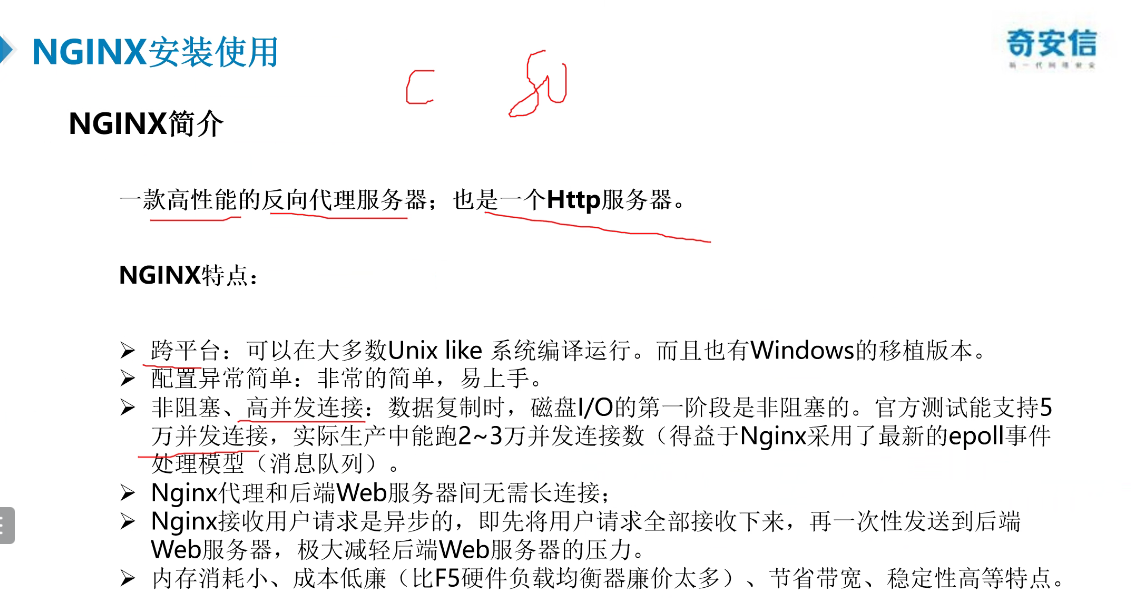 NGINX安装使用
奇安信
新一代网络安全
NGINX简介
一款高性能的反向代理服务器；也是一个Http服务器。
NGINX特点：
➢ 跨平台：可以在大多数Unix like 系统编译运行。而且也有Windows的移植版本。
➢ 配置异常简单：非常的简单，易上手。
➢ 非阻塞、高并发连接：数据复制时，磁盘I/O的第一阶段是非阻塞的。官方测试能支持5
万并发连接，实际生产中能跑2~3万并发连接数（得益于Nginx采用了最新的epoll事件
处理模型（消息队列）。
➢ Nginx代理和后端Web服务器间无需长连接；
➢ Nginx接收用户请求是异步的，即先将用户请求全部接收下来，再一次性发送到后端
Web服务器，极大减轻后端Web服务器的压力。
➢ 内存消耗小、成本低廉（比F5硬件负载均衡器廉价太多）、节省带宽、稳定性高等特点。